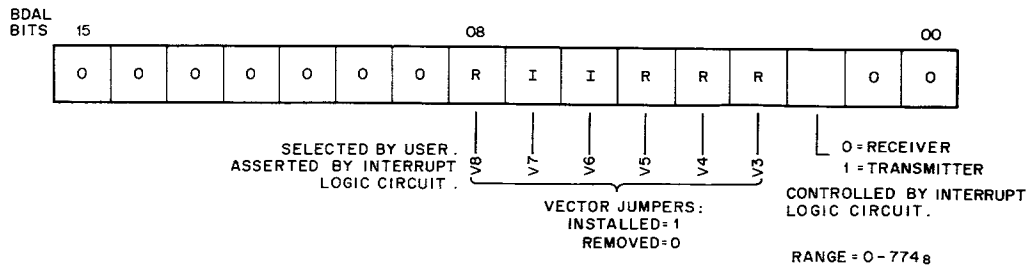 BDAL
BITS 15 08 00
0 0 0 0 0 0 0 R I I R R R 0 0
V8 V7 V6 V5 V4 V3
SELECTED BY USER.
ASSERTED BY INTERRUPT
LOGIC CIRCUIT.
VECTOR JUMPERS:
INSTALLED=1
REMOVED=0
0=RECEIVER
1=TRANSMITTER
CONTROLLED BY INTERRUPT
LOGIC CIRCUIT.
RANGE=0-774₈